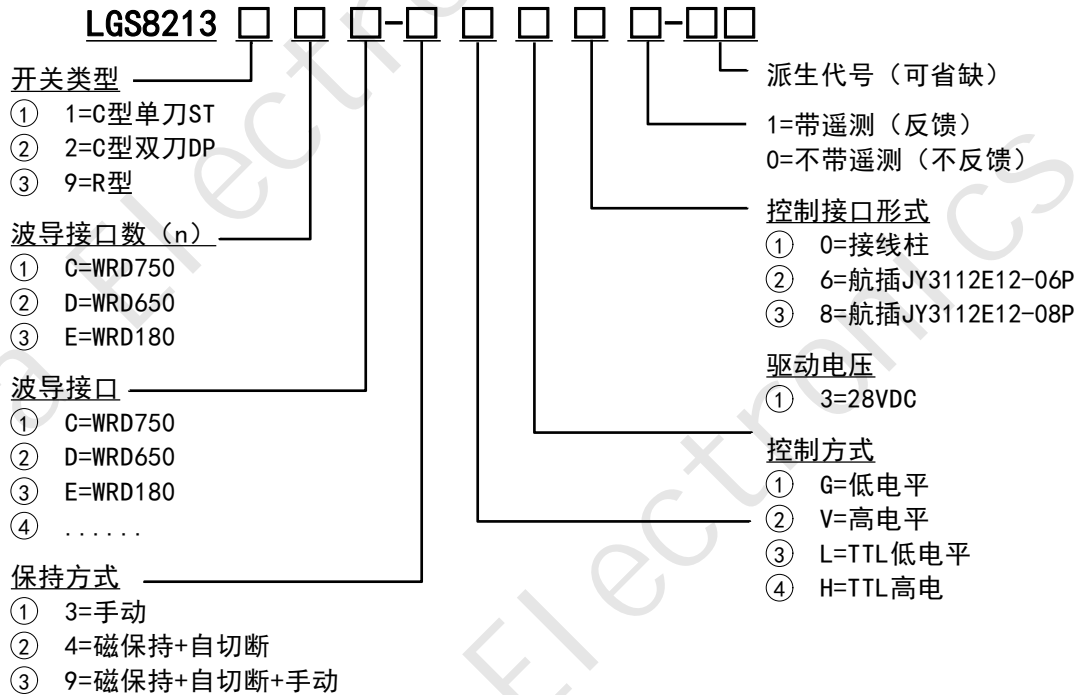 LGS8213 □ □ □-□ □ □ □ □-□□
开关类型
① 1=C型单刀ST
② 2=C型双刀DP
③ 9=R型
波导接口数（n）
① C=WRD750
② D=WRD650
③ E=WRD180
波导接口
① C=WRD750
② D=WRD650
③ E=WRD180
④ ......
保持方式
① 3=手动
② 4=磁保持+自切断
③ 9=磁保持+自切断+手动
派生代号（可省缺）
1=带遥测（反馈）
0=不带遥测（不反馈）
控制接口形式
① 0=接线柱
② 6=航插JY3112E12-06P
③ 8=航插JY3112E12-08P
驱动电压
① 3=28VDC
控制方式
① G=低电平
② V=高电平
③ L=TTL低电平
④ H=TTL高电
a Electro
Electronics